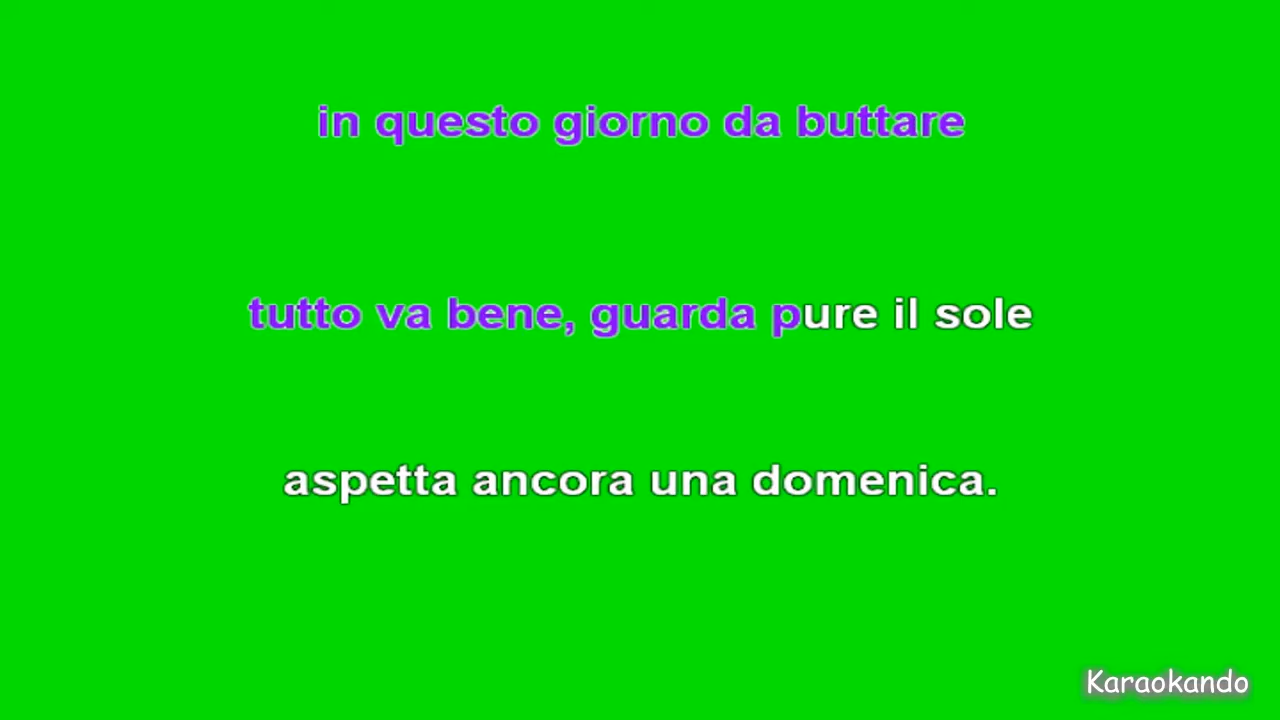 in questo giorno da buttare
tutto va bene, guarda pure il sole
aspetta ancora una domenica.
Karaokando